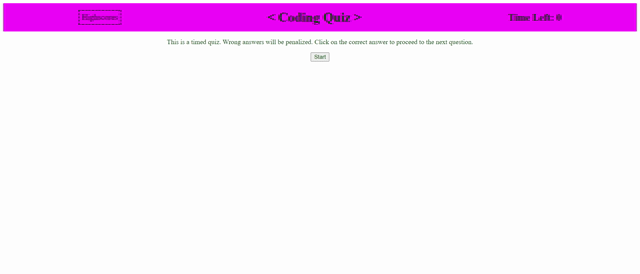 Highscores
< Coding Quiz >
Time Left: 0
This is a timed quiz. Wrong answers will be penalized. Click on the correct answer to proceed to the next question.
Start